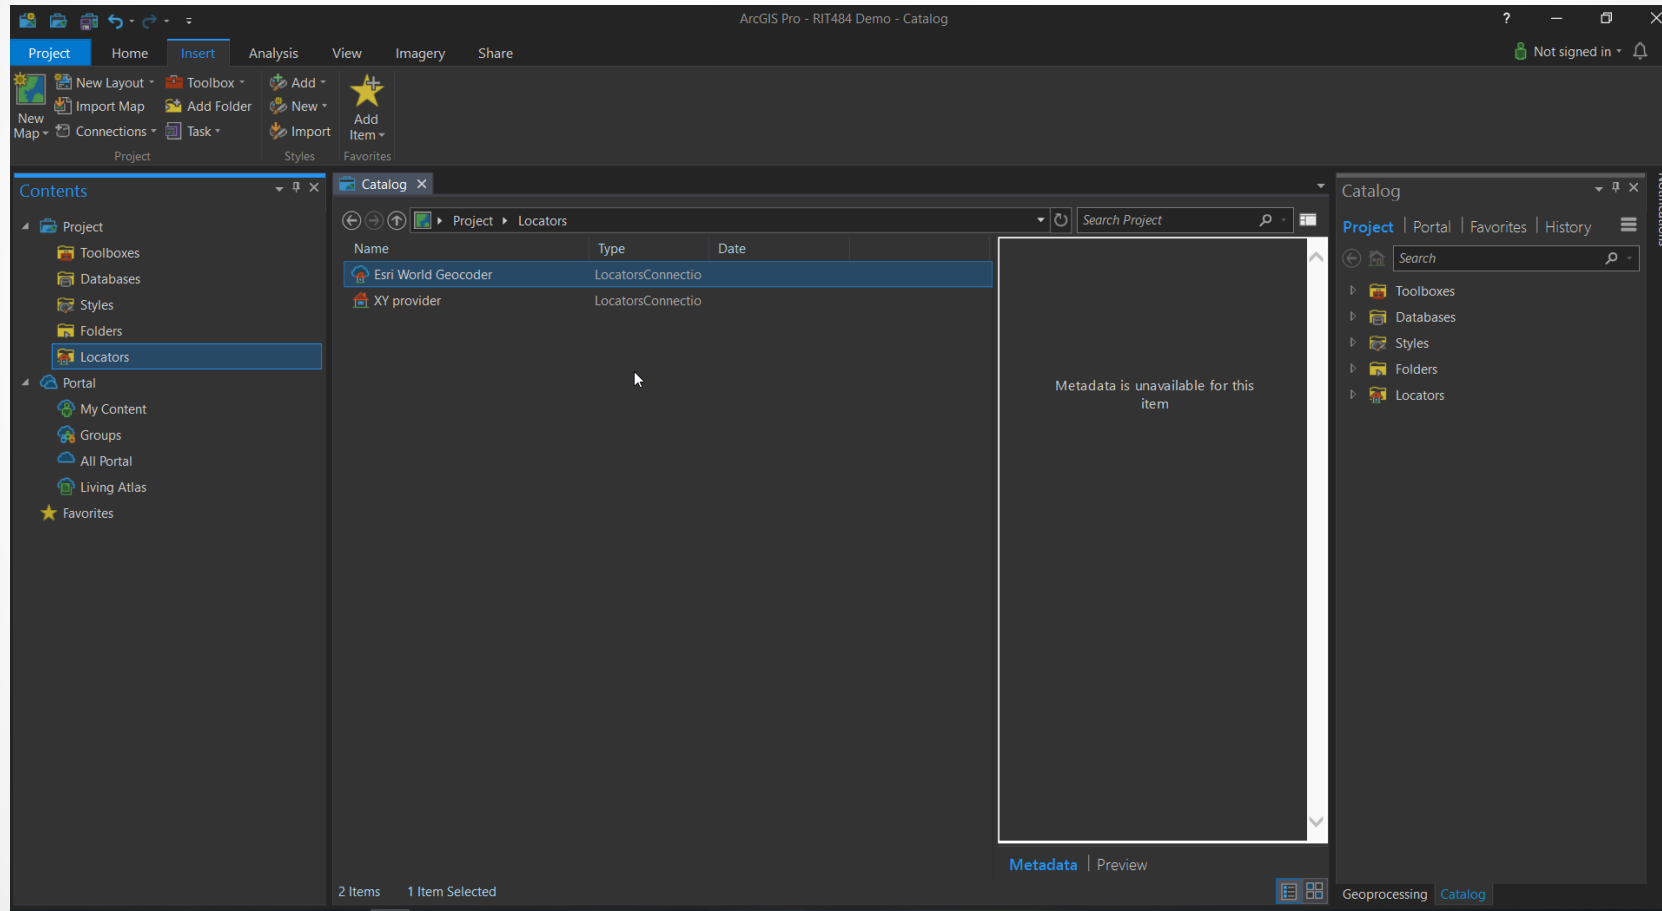 ArcGIS Pro - RIT484 Demo - Catalog
?
Project Home Insert Analysis View Imagery Share
Not signed in
New Map
New Layout
Import Map
Connections
Toolbox
Add Folder
Task
Project
Add
New
Import
Styles
Add Item
Favorites
Contents
Project
Toolboxes
Databases
Styles
Folders
Locators
Portal
My Content
Groups
All Portal
Living Atlas
Favorites
Catalog
Project Locators
Search Project
Name Type Date
Esri World Geocoder LocatorsConnectio
XY provider LocatorsConnectio
Metadata is unavailable for this
item
Metadata Preview
2 Items 1 Item Selected
Catalog
Project Portal Favorites History
Search
Toolboxes
Databases
Styles
Folders
Locators
Geoprocessing Catalog